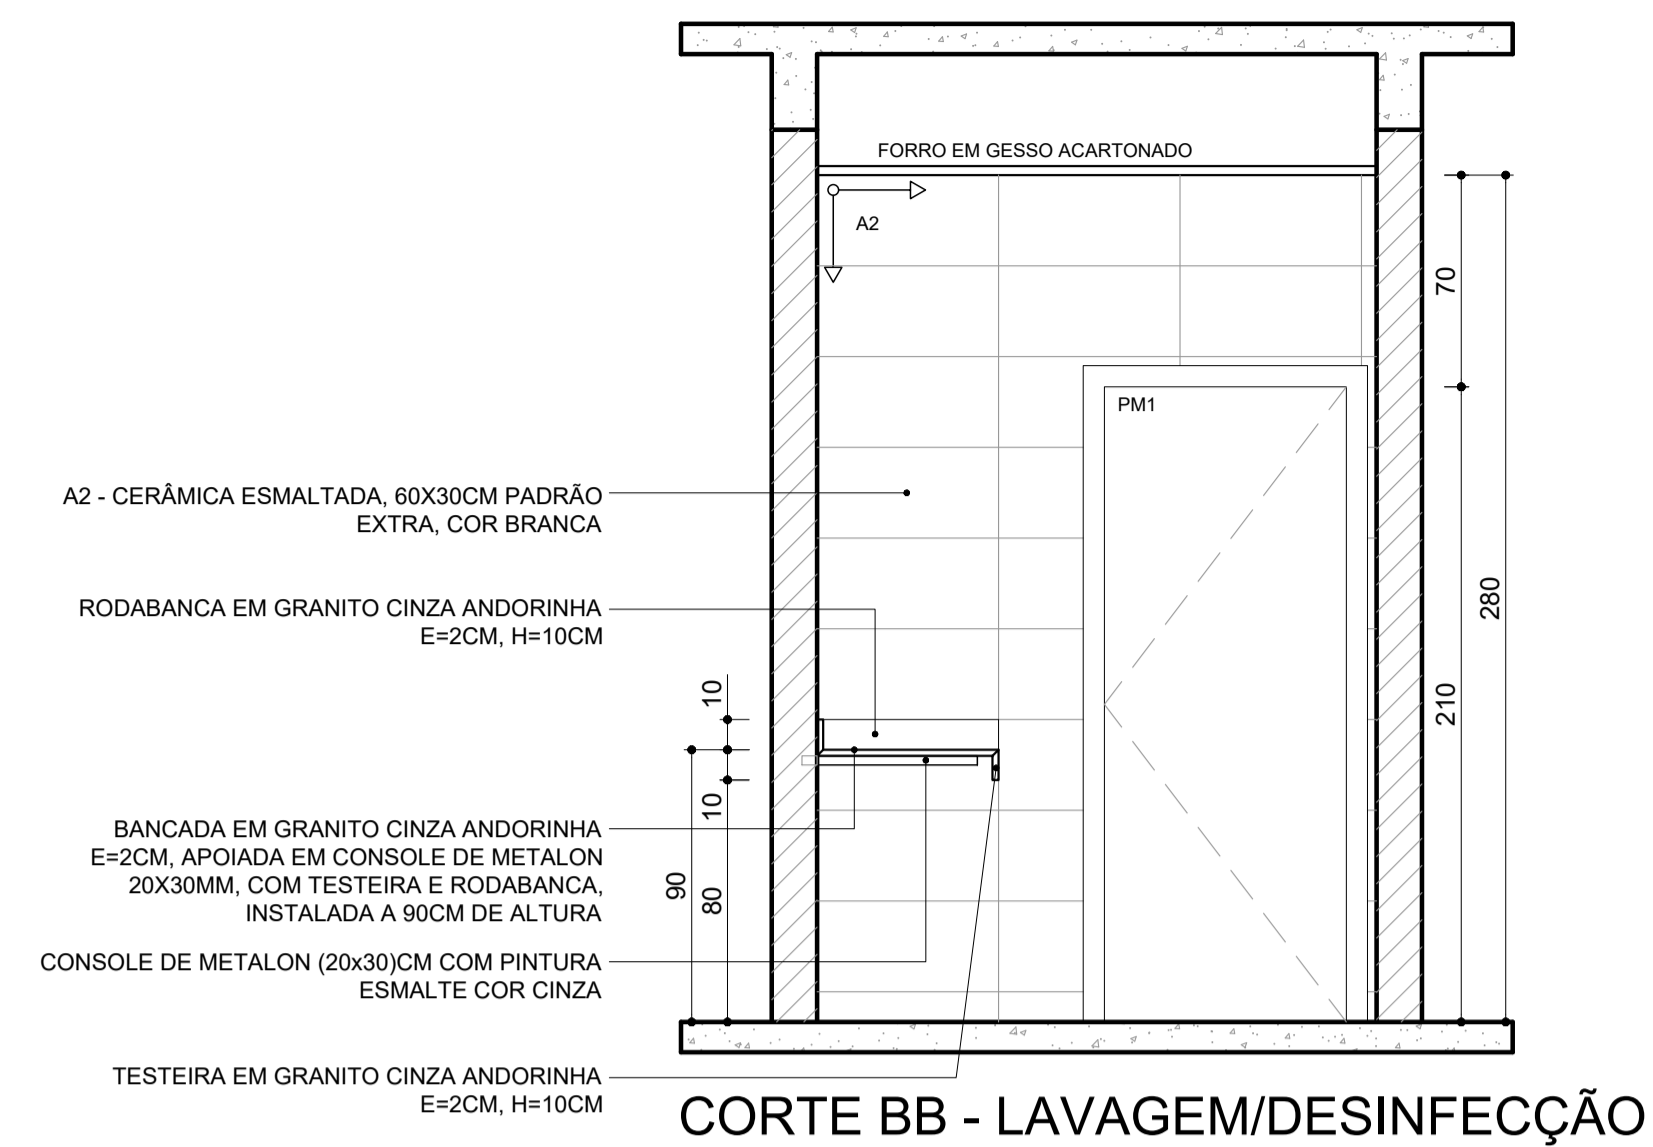 FORRO EM GESSO ACARTONADO
A2
70
PM1
A2 - CERÂMICA ESMALTADA, 60X30CM PADRÃO
EXTRA, COR BRANCA
280
RODABANCA EM GRANITO CINZA ANDORINHA
E=2CM, H=10CM
10
210
10
BANCADA EM GRANITO CINZA ANDORINHA
E=2CM, APOIADA EM CONSOLE DE METALON
20X30MM, COM TESTEIRA E RODABANCA,
INSTALADA A 90CM DE ALTURA
90
80
CONSOLE DE METALON (20x30)CM COM PINTURA
ESMALTE COR CINZA
TESTEIRA EM GRANITO CINZA ANDORINHA
E=2CM, H=10CM
CORTE BB - LAVAGEM/DESINFECÇÃO